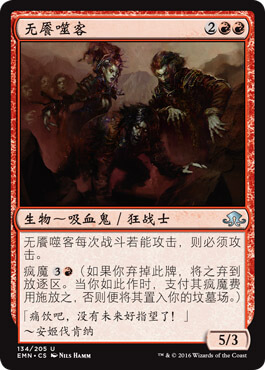 无餍噬客 2
生物～吸血鬼／狂战士
无餍噬客每次战斗若能攻击，则必须攻
击。
疯魔 3（如果你弃掉此牌，将之弃到
放逐区。当你如此作时，支付其疯魔费
用施放之，否则便将其置入你的坟墓场。）
「痛饮吧，没有未来好指望了！」
～安姬伐肯纳
5/3
134/205 U
EMN • CS NILS HAMM
™ & © 2016 Wizards of the Coast